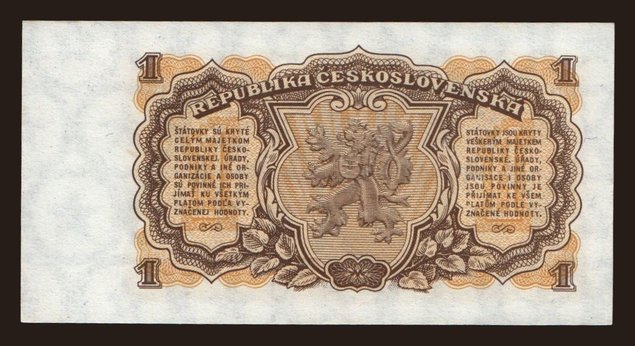 1 1
REPUBLIKA ČESKOSLOVENSKÁ
ŠTÁTOVKY SÚ KRYTÉ
CELÝM MAJETKOM
REPUBLIKY ČESKO-
SLOVENSKEJ. ÚRADY,
PODNIKY A INÉ OR-
GANIZÁCIE A OSOBY
SÚ POVINNÉ ICH PRI-
JÍMAŤ KU VŠETKÝM
PLATOM PODĽA VY-
ZNAČENEJ HODNOTY.
STÁTOVKY JSOU KRYTY
VEŠKERÝM MAJETKEM
REPUBLIKY ČESKO-
SLOVENSKÉ. ÚŘADY,
PODNIKY A JINÉ OR-
GANISACE I OSOBY
JSOU POVINNY JE
PŘIJÍMAT KE VŠEM
PLATŮM PODLE VY-
ZNAČENÉ HODNOTY.
1 1